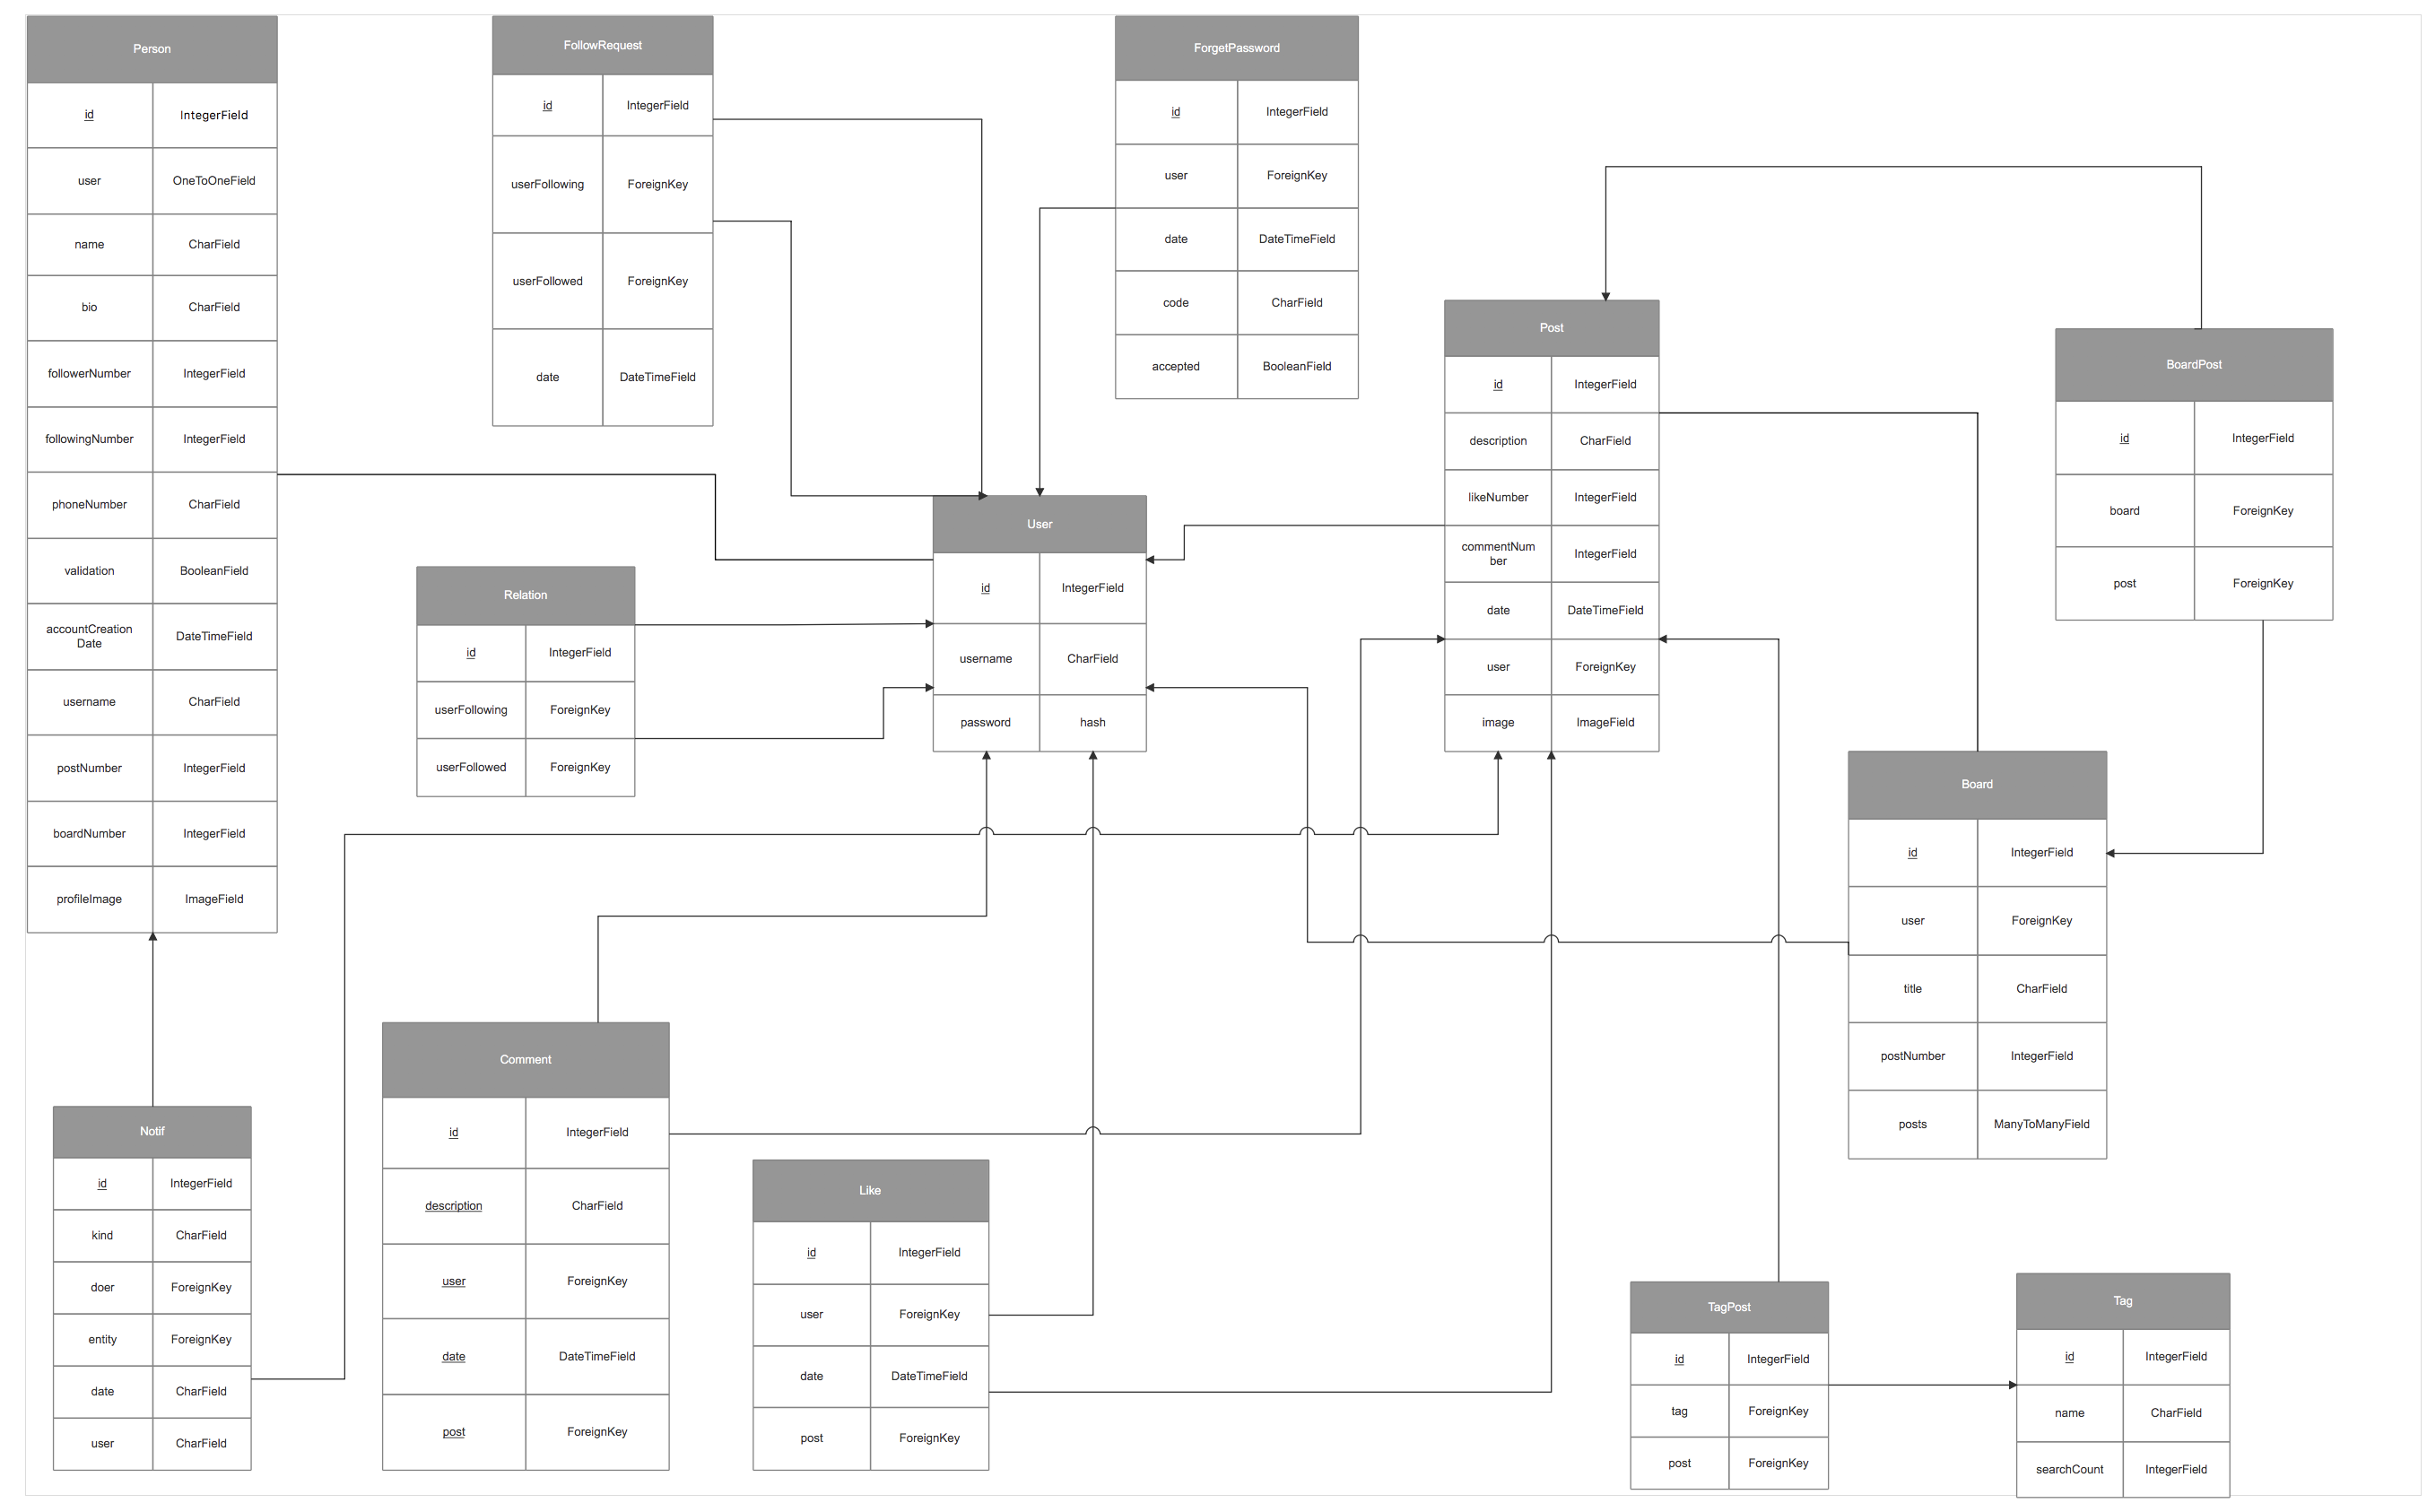 Person
id IntegerField
user OneToOneField
name CharField
bio CharField
followerNumber IntegerField
followingNumber IntegerField
phoneNumber CharField
validation BooleanField
accountCreation
Date DateTimeField
username CharField
postNumber IntegerField
boardNumber IntegerField
profileImage ImageField
FollowRequest
id IntegerField
userFollowing ForeignKey
userFollowed ForeignKey
date DateTimeField
ForgetPassword
id IntegerField
user ForeignKey
date DateTimeField
code CharField
accepted BooleanField
Post
id IntegerField
description CharField
likeNumber IntegerField
commentNum
ber IntegerField
date DateTimeField
user ForeignKey
image ImageField
BoardPost
id IntegerField
board ForeignKey
post ForeignKey
User
id IntegerField
username CharField
password hash
Relation
id IntegerField
userFollowing ForeignKey
userFollowed ForeignKey
Board
id IntegerField
user ForeignKey
title CharField
postNumber IntegerField
posts ManyToManyField
Notif
id IntegerField
kind CharField
doer ForeignKey
entity ForeignKey
date CharField
user CharField
Comment
id IntegerField
description CharField
user ForeignKey
date DateTimeField
post ForeignKey
Like
id IntegerField
user ForeignKey
date DateTimeField
post ForeignKey
TagPost
id IntegerField
tag ForeignKey
post ForeignKey
Tag
id IntegerField
name CharField
searchCount IntegerField